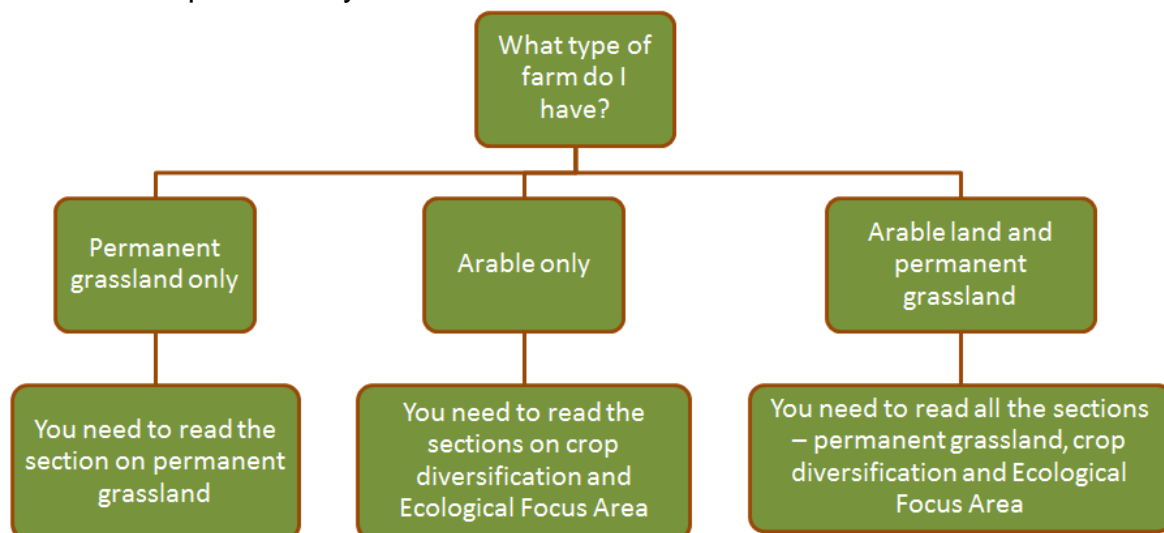 What type of
farm do I
have?
Permanent
grassland only
Arable only
Arable land and
permanent
grassland
You need to read the
section on permanent
grassland
You need to read the
sections on crop
diversification and
Ecological Focus Area
You need to read all the sections
– permanent grassland, crop
diversification and Ecological
Focus Area